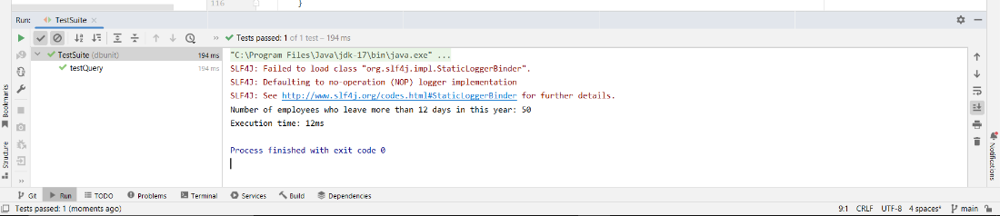 116
}
Run:
TestSuite
Tests passed: 1 of 1 test – 194 ms
TestSuite (dbunit)
194 ms
testQuery
194 ms
"C:\Program Files\Java\jdk-17\bin\java.exe" ...
SLF4J: Failed to load class "org.slf4j.impl.StaticLoggerBinder".
SLF4J: Defaulting to no-operation (NOP) logger implementation
SLF4J: See http://www.slf4j.org/codes.html#StaticLoggerBinder for further details.
Number of employees who leave more than 12 days in this year: 50
Execution time: 12ms
Process finished with exit code 0
Bookmarks
Structure
Notifications
Git
Run
TODO
Problems
Terminal
Services
Build
Dependencies
Tests passed: 1 (moments ago)
9:1
CRLF
UTF-8
4 spaces*
main